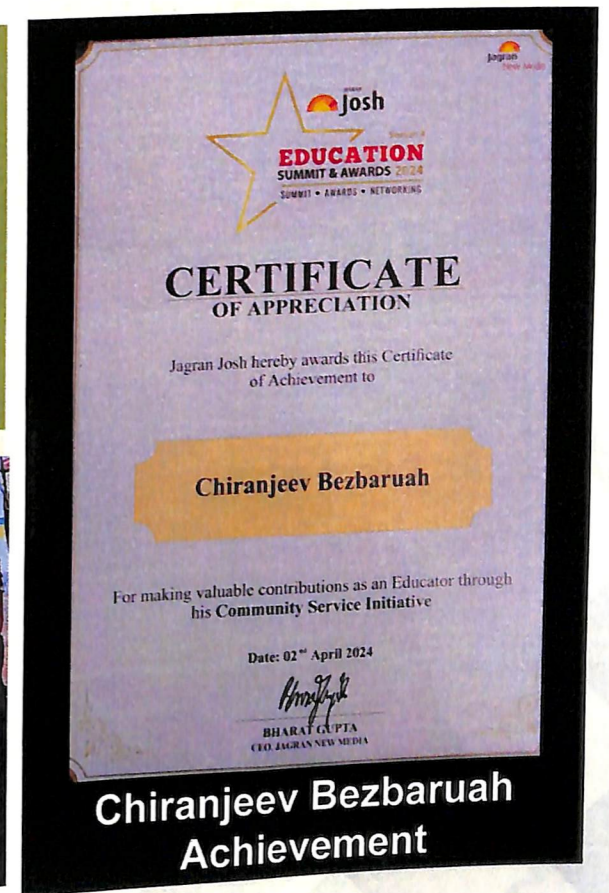 Jagran
New Media
Josh
EDUCATION
SUMMIT & AWARDS 2024
SUMMIT • AWARDS • NETWORKING
CERTIFICATE
OF APPRECIATION
Jagran Josh hereby awards this Certificate
of Achievement to
Chiranjeev Bezbaruah
For making valuable contributions as an Educator through
his Community Service Initiative
Date: 02nd April 2024
BHARAT GUPTA
CEO, JAGRAN NEW MEDIA
Chiranjeev Bezbaruah
Achievement